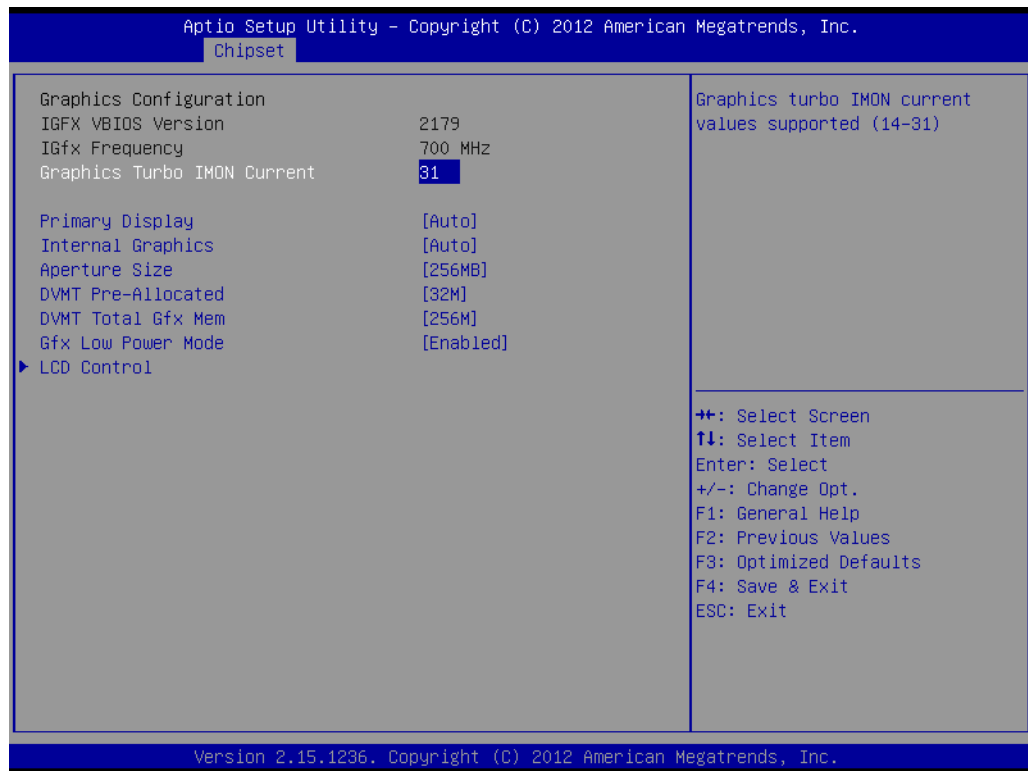 Aptio Setup Utility – Copyright (C) 2012 American Megatrends, Inc.
Chipset
Graphics Configuration
IGFX VBIOS Version 2179
IGfx Frequency 700 MHz
Graphics Turbo IMON Current 31
Primary Display [Auto]
Internal Graphics [Auto]
Aperture Size [256MB]
DVMT Pre-Allocated [32M]
DVMT Total Gfx Mem [256M]
Gfx Low Power Mode [Enabled]
LCD Control
Graphics turbo IMON current
values supported (14-31)
→←: Select Screen
↑↓: Select Item
Enter: Select
+/-: Change Opt.
F1: General Help
F2: Previous Values
F3: Optimized Defaults
F4: Save & Exit
ESC: Exit
Version 2.15.1236. Copyright (C) 2012 American Megatrends, Inc.